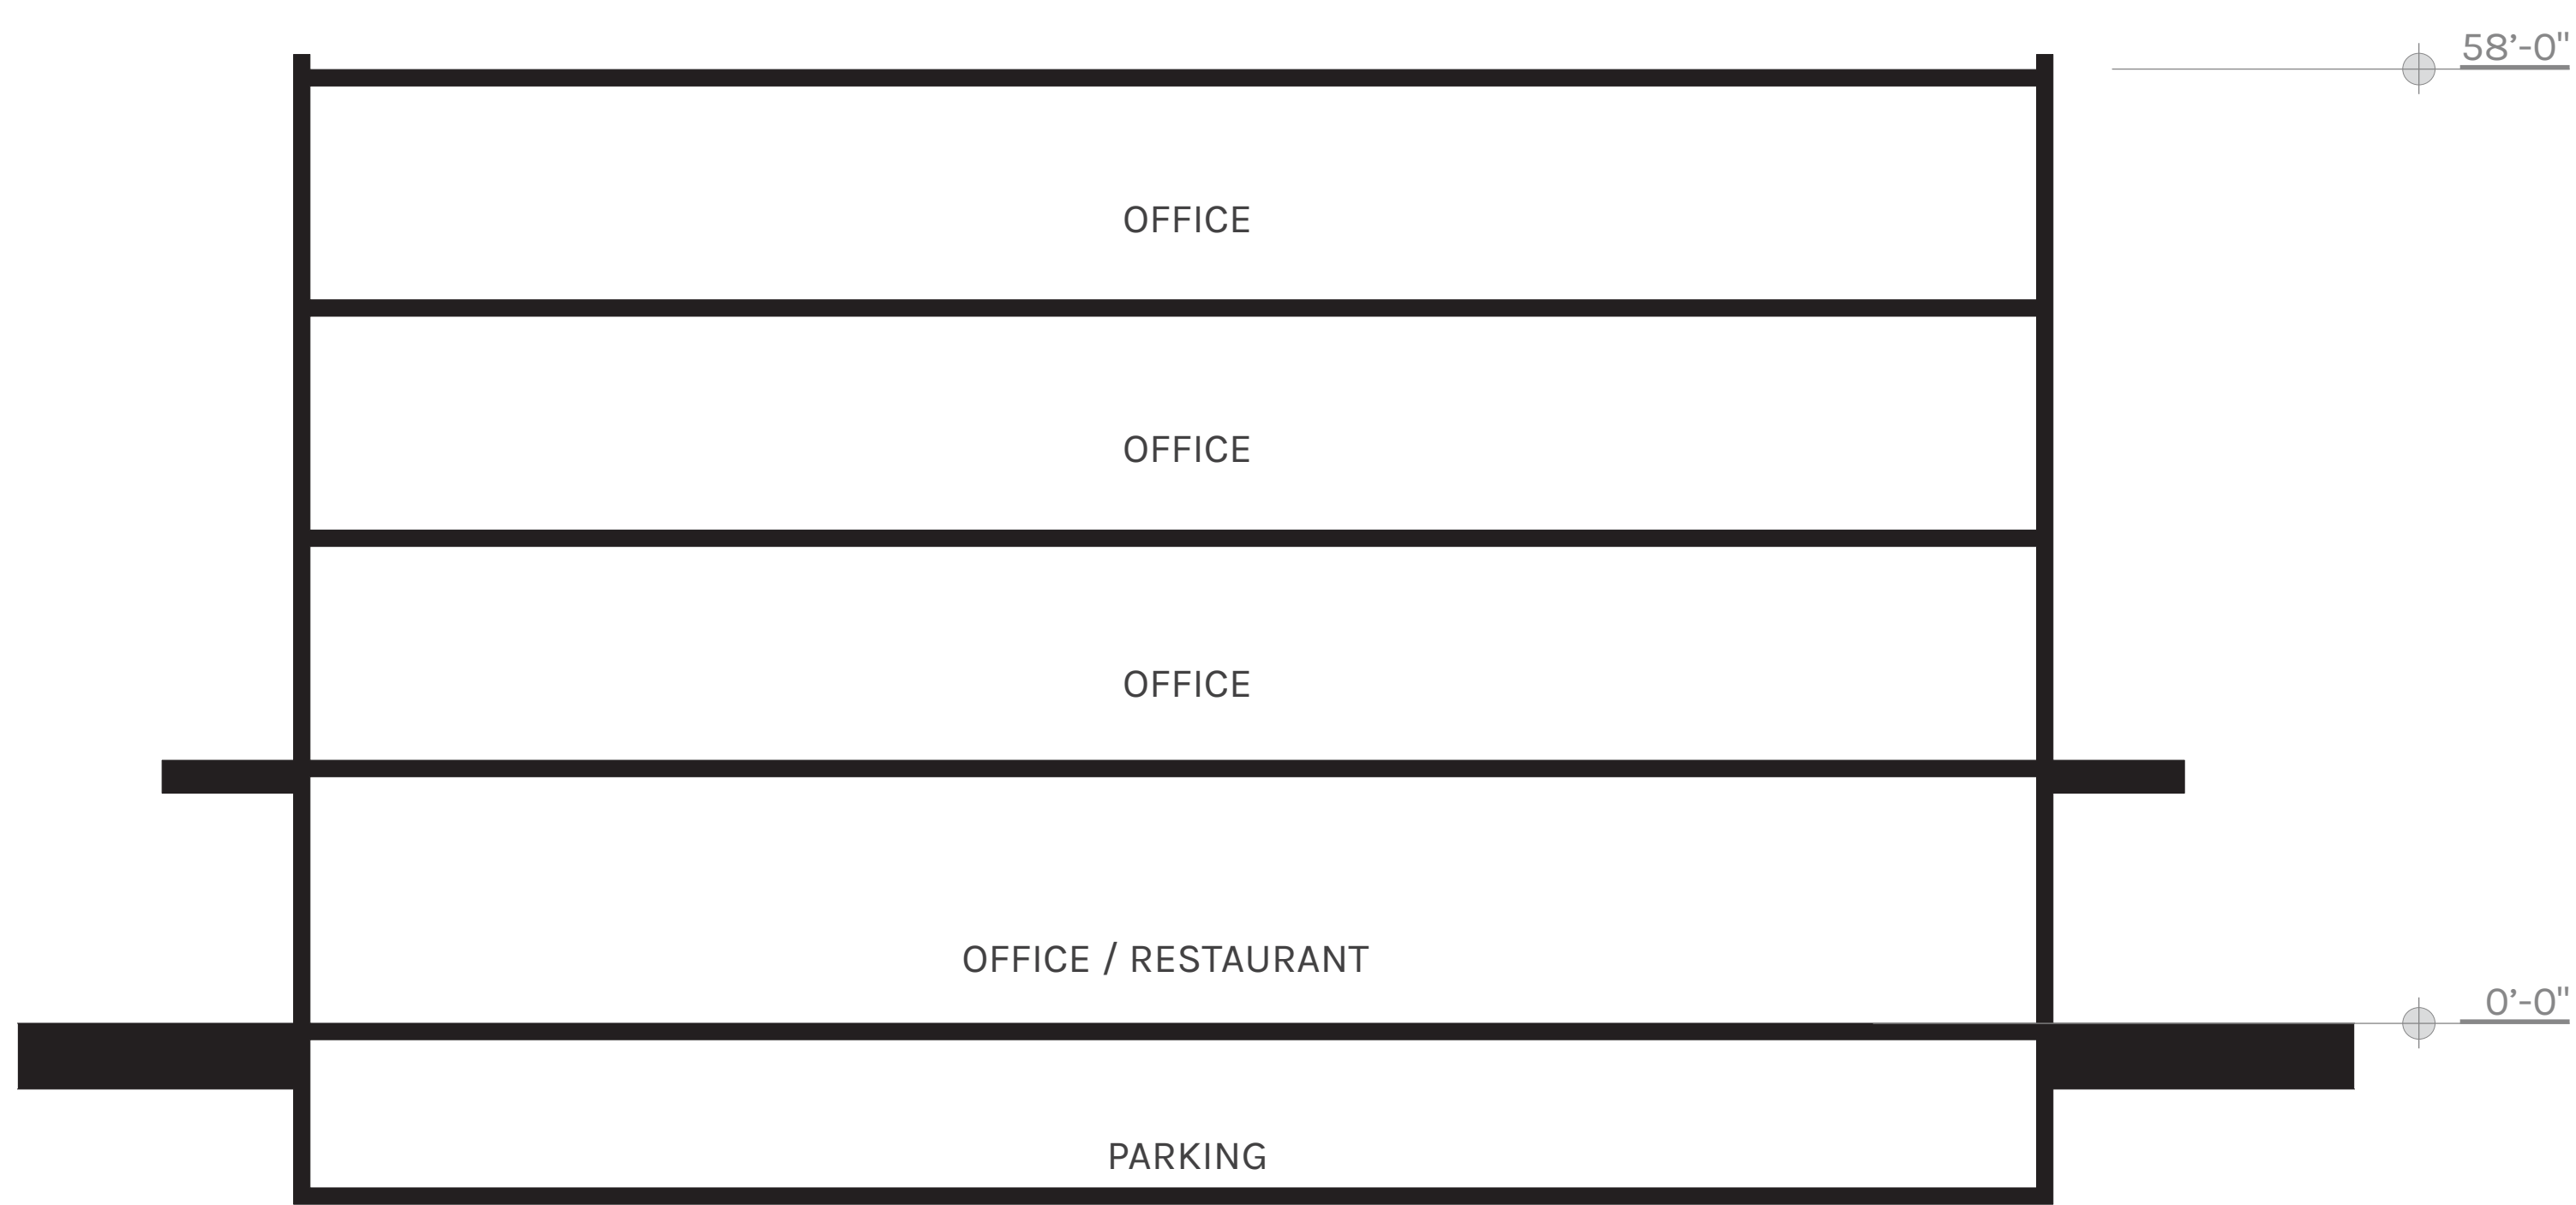 58’-0"
OFFICE
OFFICE
OFFICE
OFFICE / RESTAURANT
0’-0"
PARKING